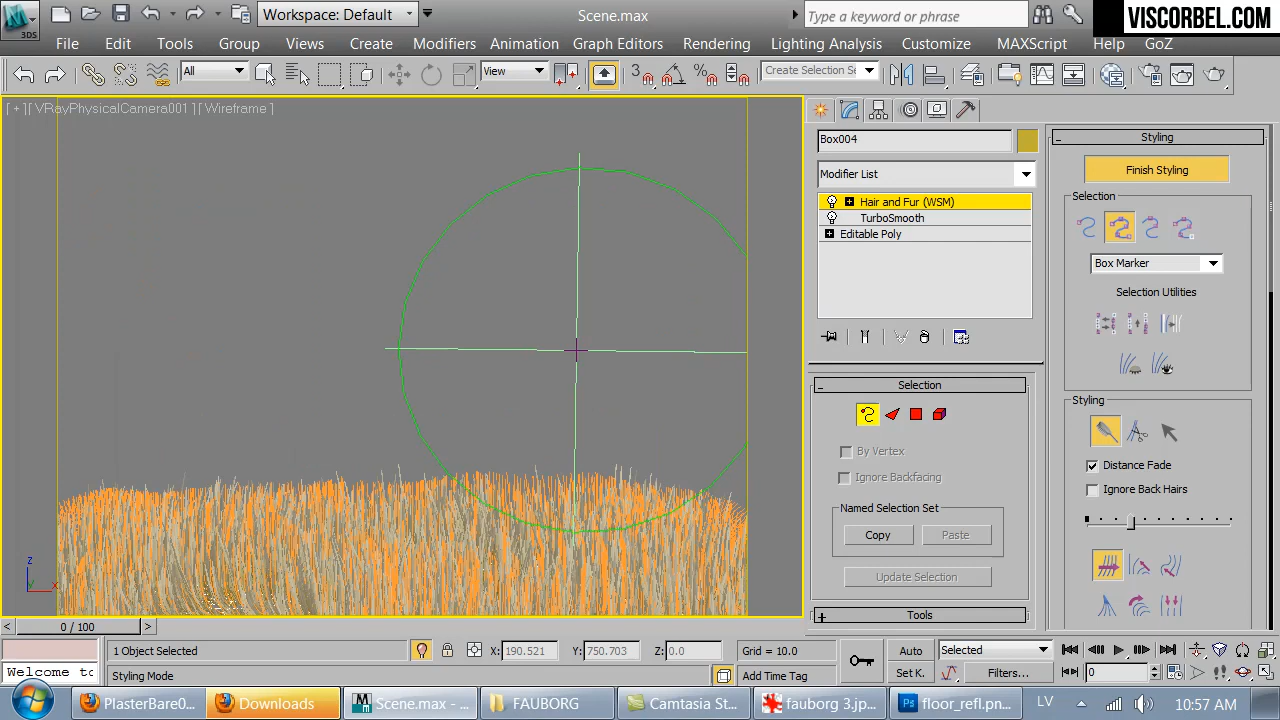 Workspace: Default
Scene.max
Type a keyword or phrase
VISCORBEL.COM
3DS
File Edit Tools Group Views Create Modifiers Animation Graph Editors Rendering Lighting Analysis Customize MAXScript Help GoZ
All
View
3
Create Selection Se
[ + ][ VRayPhysicalCamera001 ][ Wireframe ]
Box004
Modifier List
Hair and Fur (WSM)
TurboSmooth
Editable Poly
Selection
By Vertex
Ignore Backfacing
Named Selection Set
Copy Paste
Update Selection
Tools
Styling
Finish Styling
Selection
Box Marker
Selection Utilities
Styling
Distance Fade
Ignore Back Hairs
z
y x
< 0 / 100 >
Welcome to
1 Object Selected
X: 190.521 Y: 750.703 Z: 0.0 Grid = 10.0
Auto Selected
Styling Mode
Add Time Tag
Set K. Filters... 0
PlasterBare0... Downloads Scene.max - ... FAUBORG Camtasia St... fauborg 3.jp... floor_refl.pn... LV 10:57 AM